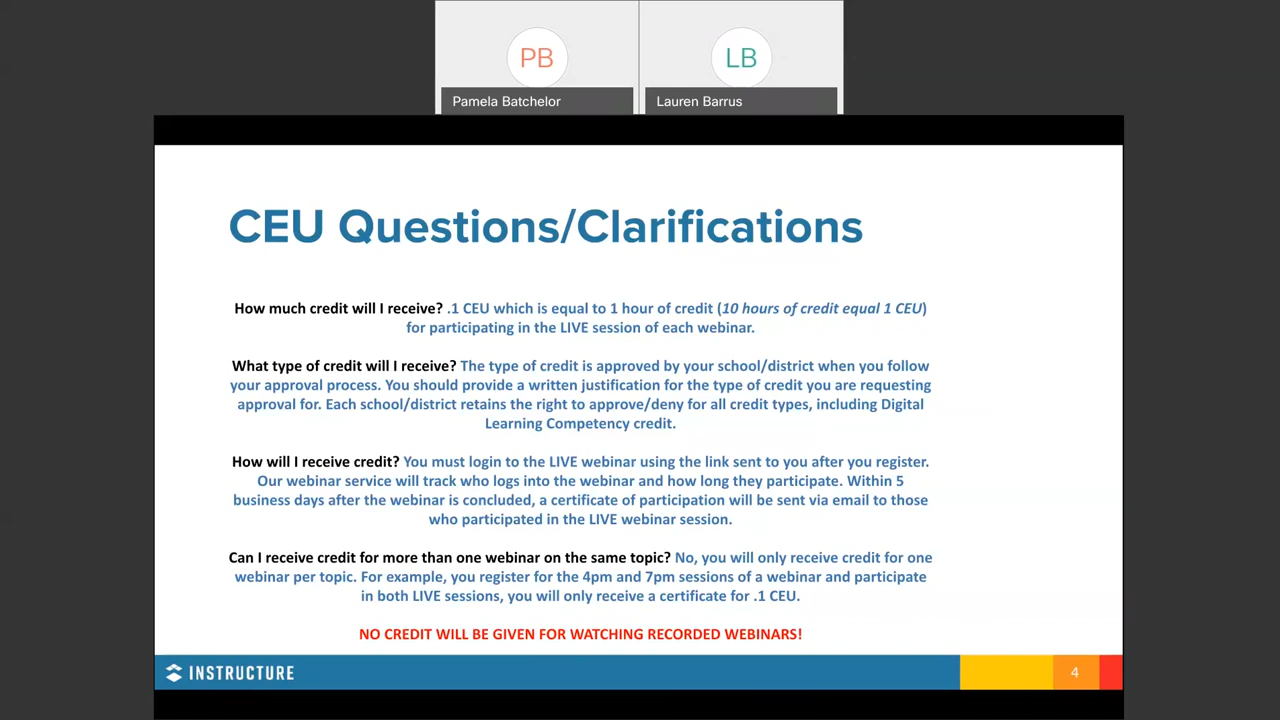 PB
LB
Pamela Batchelor
Lauren Barrus
CEU Questions/Clarifications
How much credit will I receive? .1 CEU which is equal to 1 hour of credit (10 hours of credit equal 1 CEU)
for participating in the LIVE session of each webinar.
What type of credit will I receive? The type of credit is approved by your school/district when you follow
your approval process. You should provide a written justification for the type of credit you are requesting
approval for. Each school/district retains the right to approve/deny for all credit types, including Digital
Learning Competency credit.
How will I receive credit? You must login to the LIVE webinar using the link sent to you after you register.
Our webinar service will track who logs into the webinar and how long they participate. Within 5
business days after the webinar is concluded, a certificate of participation will be sent via email to those
who participated in the LIVE webinar session.
Can I receive credit for more than one webinar on the same topic? No, you will only receive credit for one
webinar per topic. For example, you register for the 4pm and 7pm sessions of a webinar and participate
in both LIVE sessions, you will only receive a certificate for .1 CEU.
NO CREDIT WILL BE GIVEN FOR WATCHING RECORDED WEBINARS!
INSTRUCTURE
4